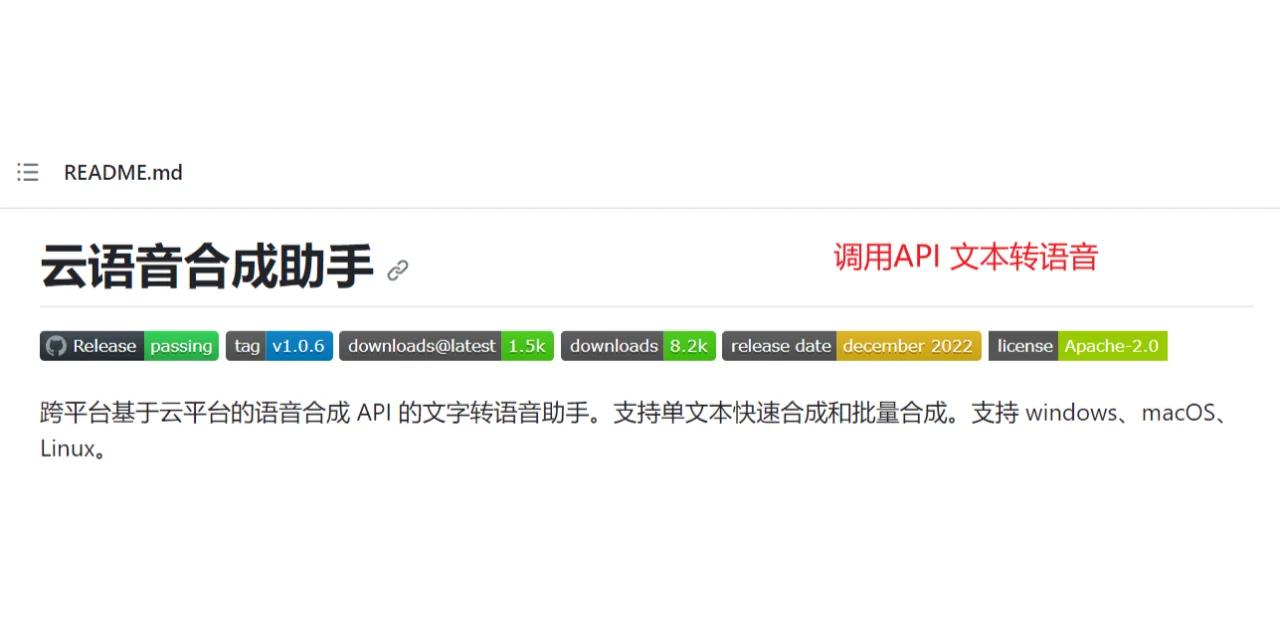 README.md
云语音合成助手
调用API 文本转语音
Release passing tag v1.0.6 downloads@latest 1.5k downloads 8.2k release date december 2022 license Apache-2.0
跨平台基于云平台的语音合成 API 的文字转语音助手。支持单文本快速合成和批量合成。支持 windows、macOS、
Linux。